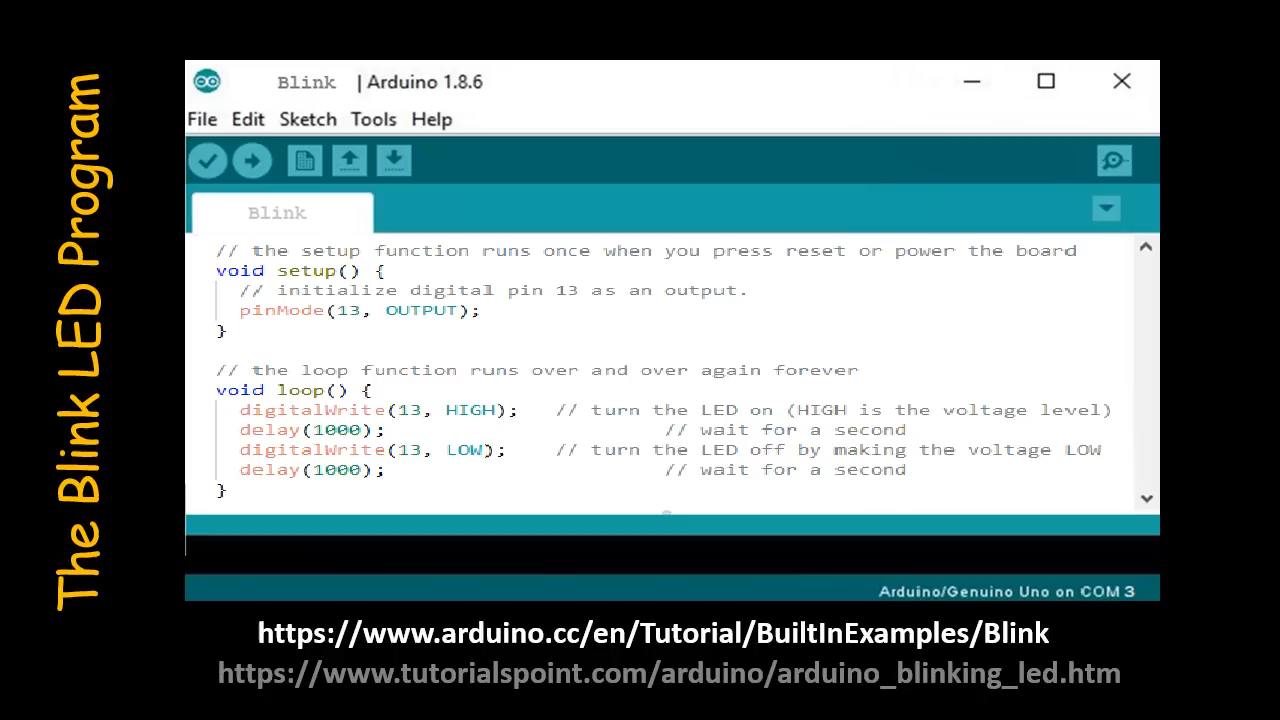 The Blink LED Program
Blink | Arduino 1.8.6
File Edit Sketch Tools Help
Blink
// the setup function runs once when you press reset or power the board
void setup() {
// initialize digital pin 13 as an output.
pinMode(13, OUTPUT);
}
// the loop function runs over and over again forever
void loop() {
digitalWrite(13, HIGH); // turn the LED on (HIGH is the voltage level)
delay(1000); // wait for a second
digitalWrite(13, LOW); // turn the LED off by making the voltage LOW
delay(1000); // wait for a second
}
Arduino/Genuino Uno on COM 3
https://www.arduino.cc/en/Tutorial/BuiltInExamples/Blink
https://www.tutorialspoint.com/arduino/arduino_blinking_led.htm